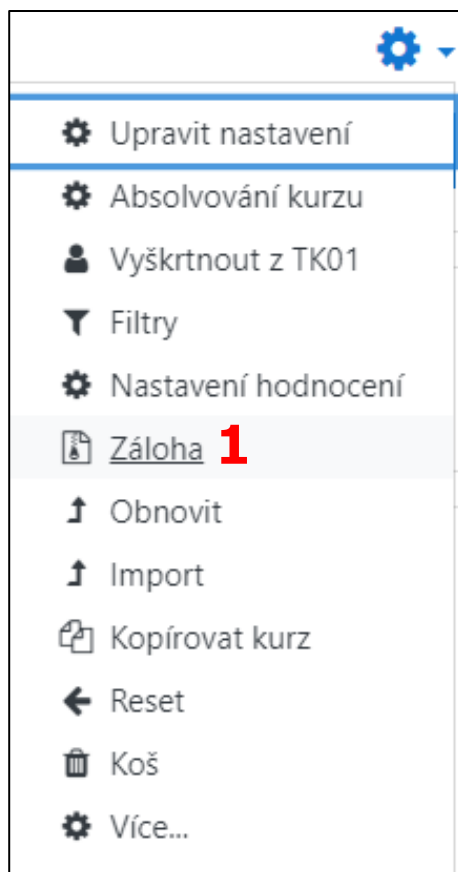 Upravit nastavení
Absolvování kurzu
Vyškrtnout z TK01
Filtry
Nastavení hodnocení
Záloha 1
Obnovit
Import
Kopírovat kurz
Reset
Koš
Více...